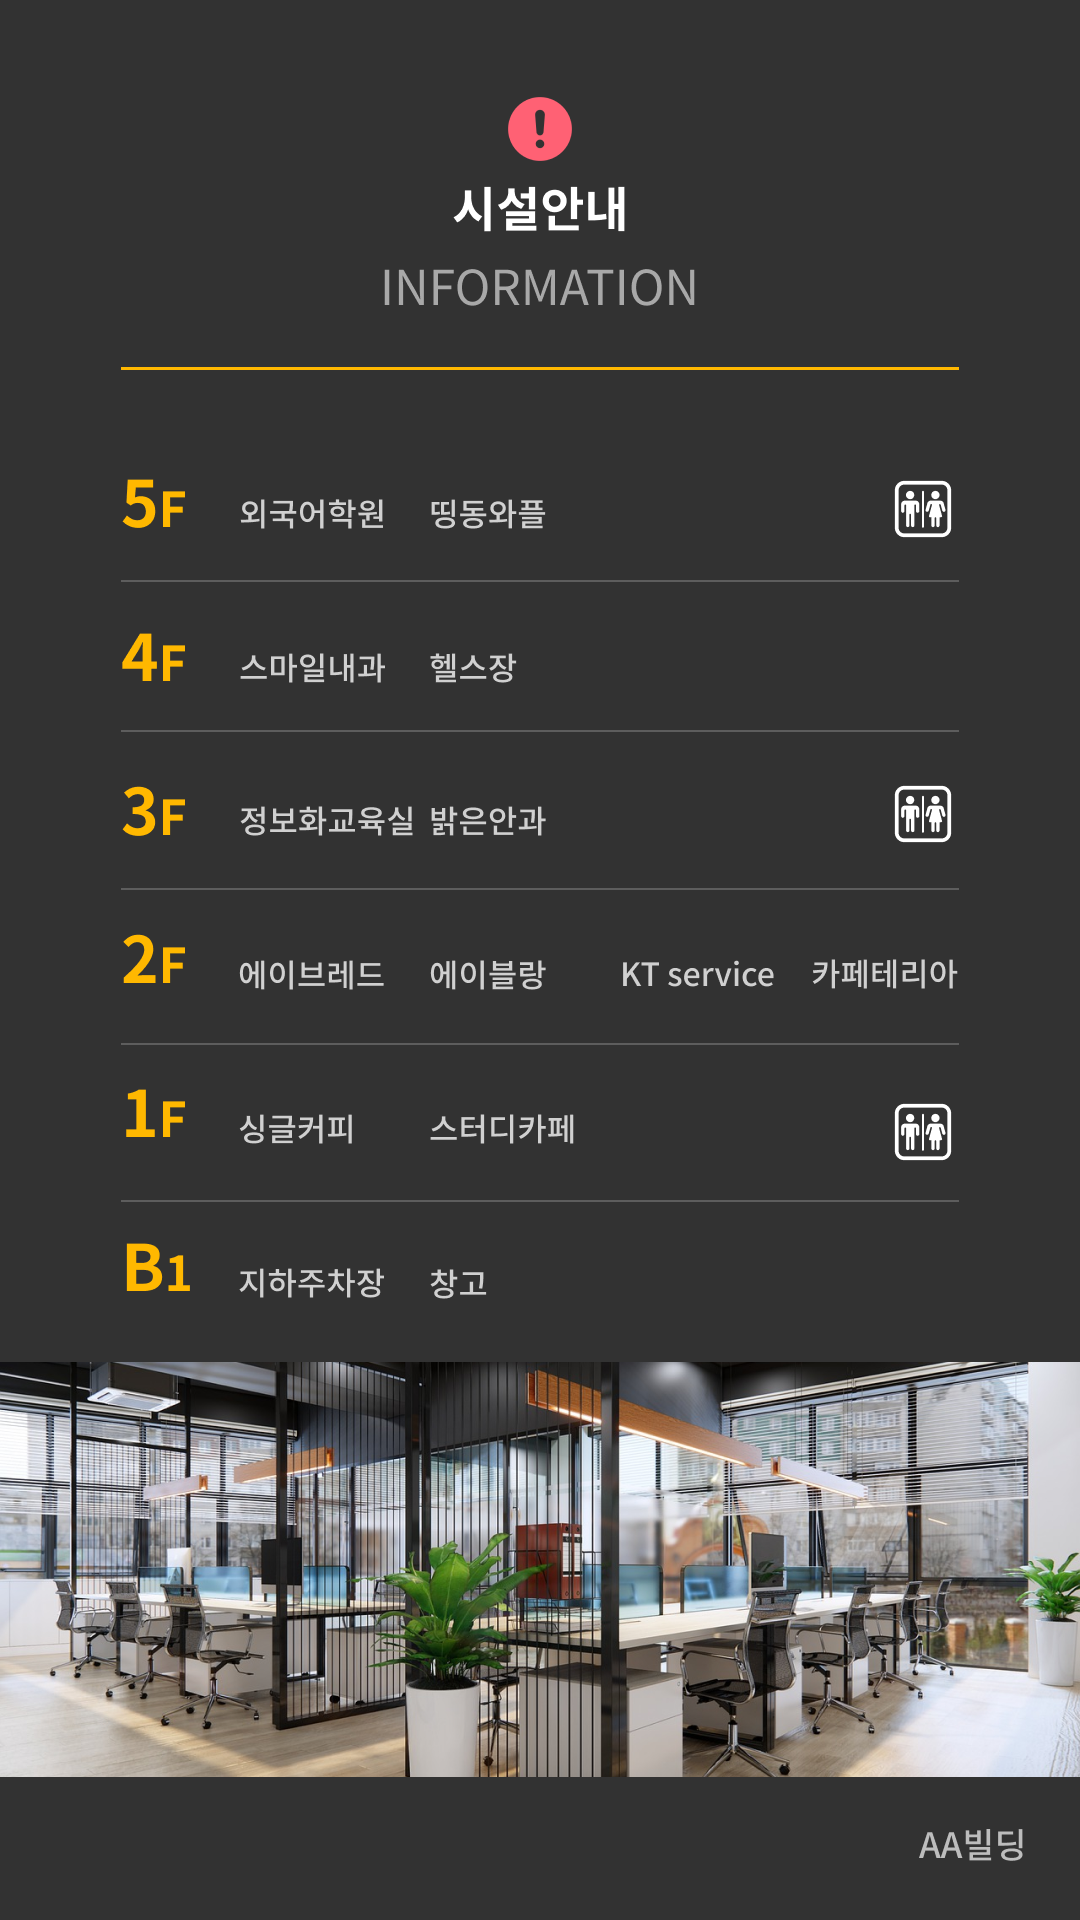 시설안내
INFORMATION
5F 외국어학원 띵동와플
4F 스마일내과 헬스장
3F 정보화교육실 밝은안과
2F 에이브레드 에이블랑 KT service 카페테리아
1F 싱글커피 스터디카페
B1 지하주차장 창고
AA빌딩